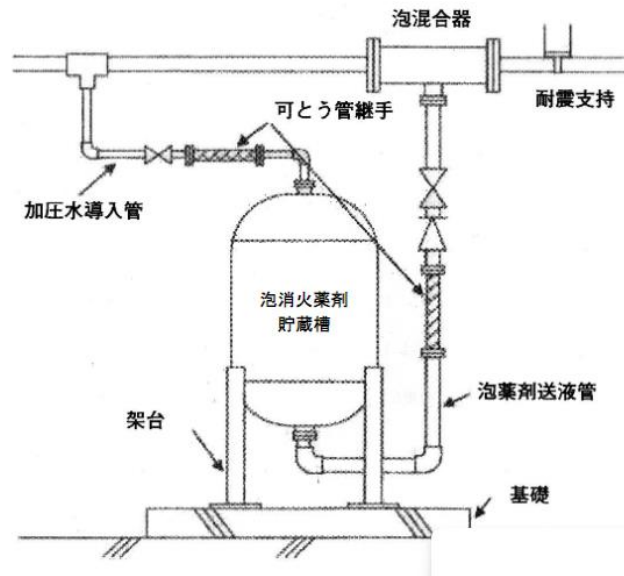 泡混合器
耐震支持
可とう管継手
加圧水導入管
泡消火薬剤
貯蔵槽
泡薬剤送液管
架台
基礎